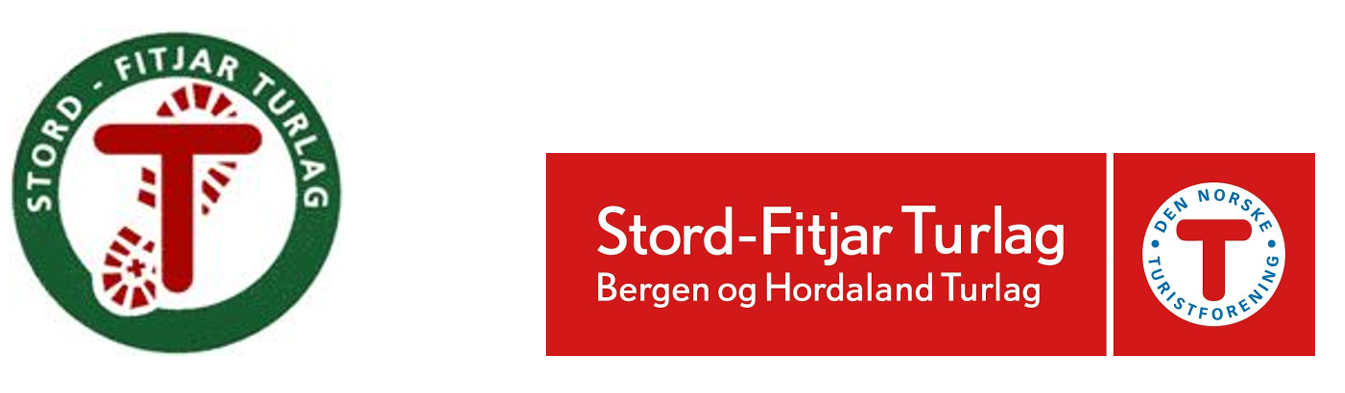 STORD - FITJAR TURLAG
T
Stord-Fitjar Turlag
Bergen og Hordaland Turlag
DEN NORSKE
T
TURISTFORENING